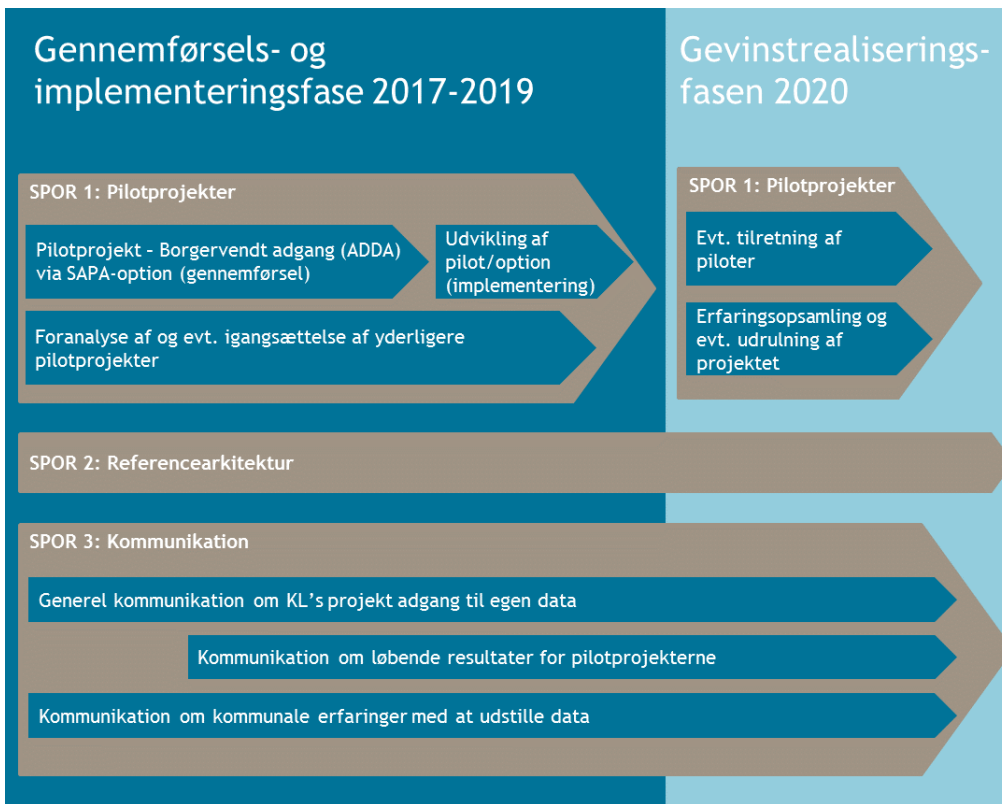 Gennemførsels- og
implementeringsfase 2017-2019
Gevinstrealiserings-
fasen 2020
SPOR 1: Pilotprojekter
Pilotprojekt – Borgervendt adgang (ADDA)
via SAPA-option (gennemførsel)
Udvikling af
pilot/option
(implementering)
Foranalyse af og evt. igangsættelse af yderligere
pilotprojekter
SPOR 1: Pilotprojekter
Evt. tilretning af
piloter
Erfaringsopsamling og
evt. udrulning af
projektet
SPOR 2: Referencearkitektur
SPOR 3: Kommunikation
Generel kommunikation om KL's projekt adgang til egen data
Kommunikation om løbende resultater for pilotprojekterne
Kommunikation om kommunale erfaringer med at udstille data